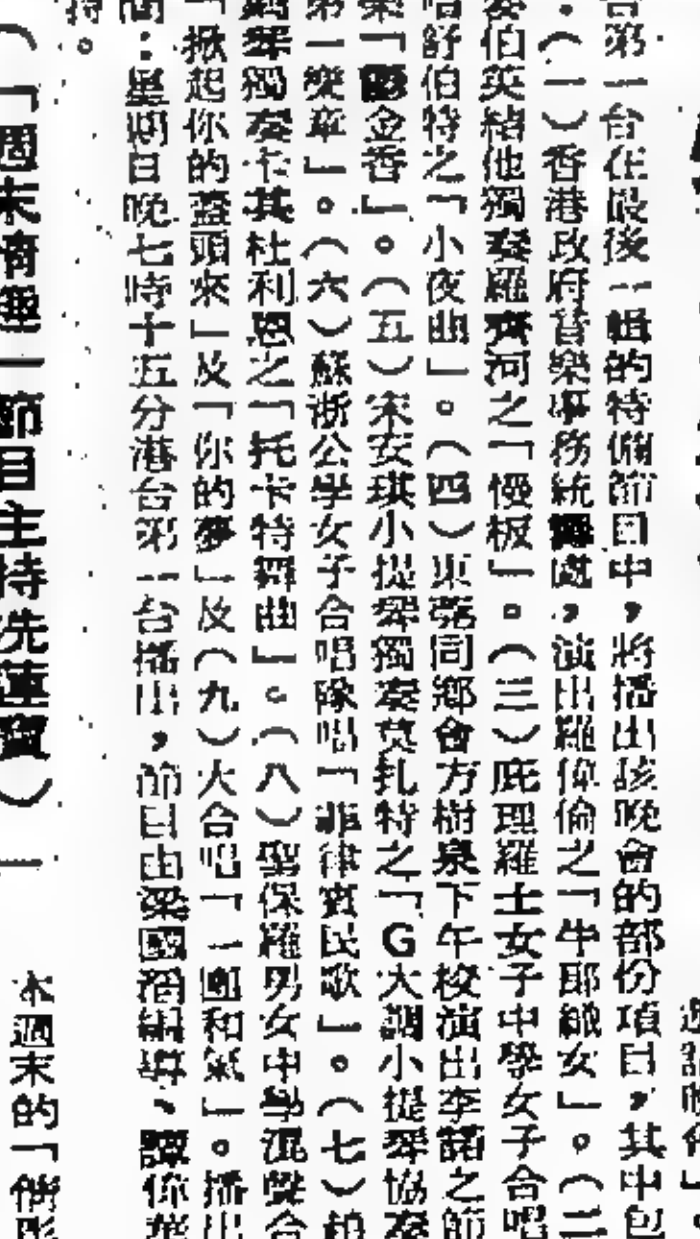 台第一台在最後一輯的特備節目中，將播出該晚會的部份項目，其中包
。（一）香港政府音樂事務統籌處，演出羅偉倫之「牛郎織女」。（二
麥伯英結他獨奏羅齊河之「慢板」。（三）庇理羅士女子中學女子合唱
唱舒伯特之「小夜曲」。（四）東莞同鄉會方樹泉下午校演出李諾之節
「鬱金香」。（五）宋安琪小提琴獨奏莫扎特之「G大調小提琴協奏
第一樂章」。（六）蘇浙公學女子合唱隊唱「菲律賓民歌」。（七）趙
鋼琴獨奏卡其杜利恩之「托卡特舞曲」。（八）聖保羅男女中學混聲合
「掀起你的蓋頭來」及「你的夢」及（九）大合唱「一團和氣」。播出
間：星期日晚七時十五分港台第一台播出，節目由梁國滔編導、譚偉
持。
（「週末情趣」節目主持冼蓮寶）
本週末的「